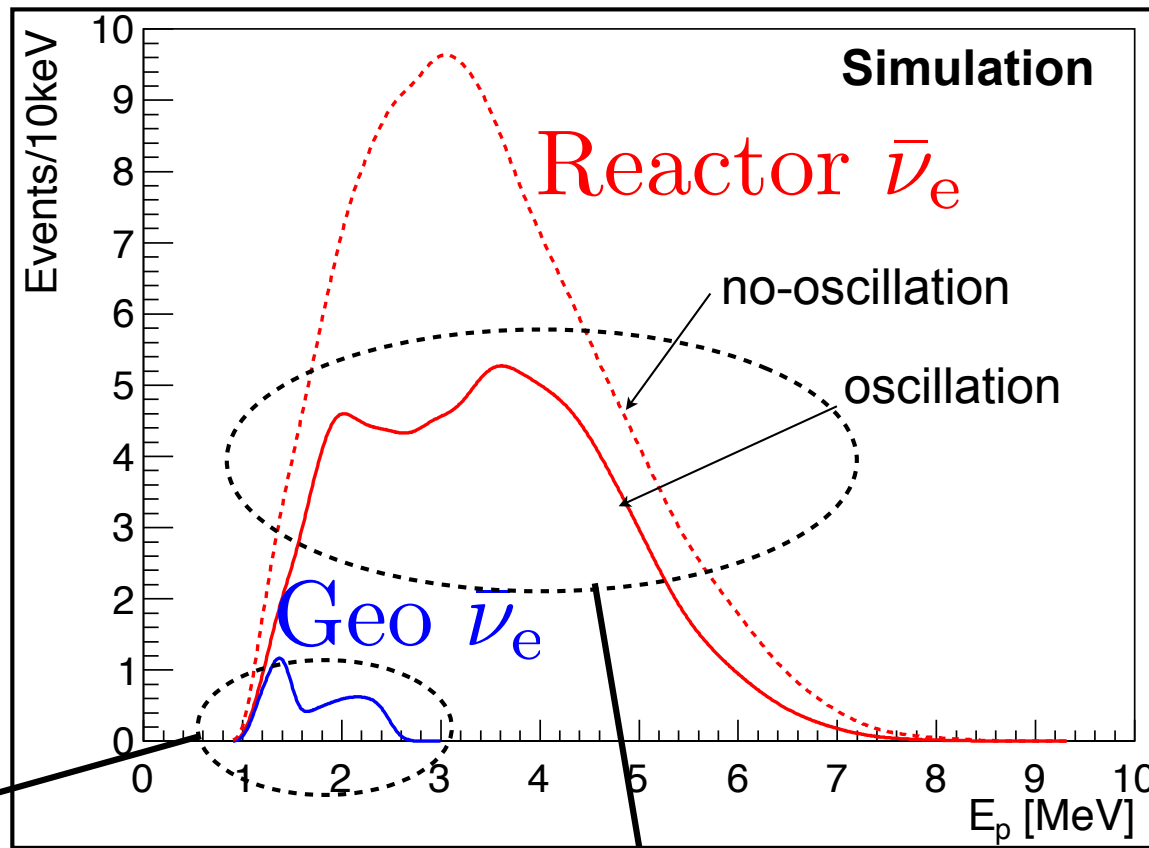 Simulation
Events/10keV
Reactor ν̄e
no-oscillation
oscillation
Geo ν̄e
10
9
8
7
6
5
4
3
2
1
0
0 1 2 3 4 5 6 7 8 9 10
Ep [MeV]